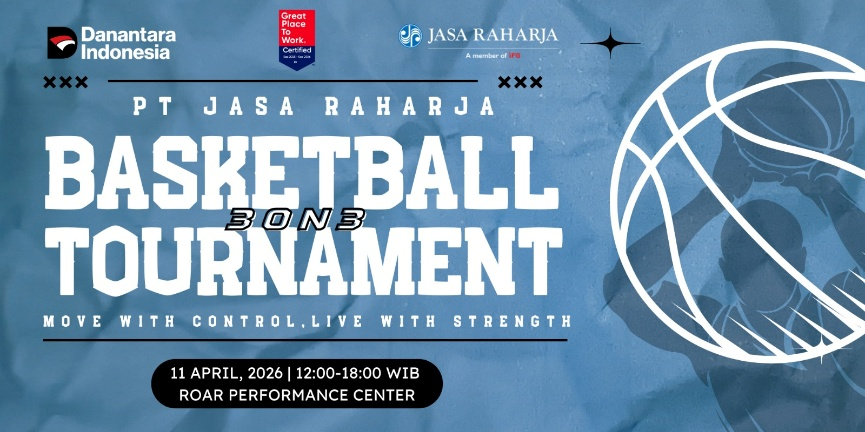 Danantara
Indonesia
Great
Place
To
Work.
Certified
JASA RAHARJA
A member of IFG
PT JASA RAHARJA
BASKETBALL
3ON3
TOURNAMENT
MOVE WITH CONTROL,LIVE WITH STRENGTH
11 APRIL, 2026 | 12:00-18:00 WIB
ROAR PERFORMANCE CENTER